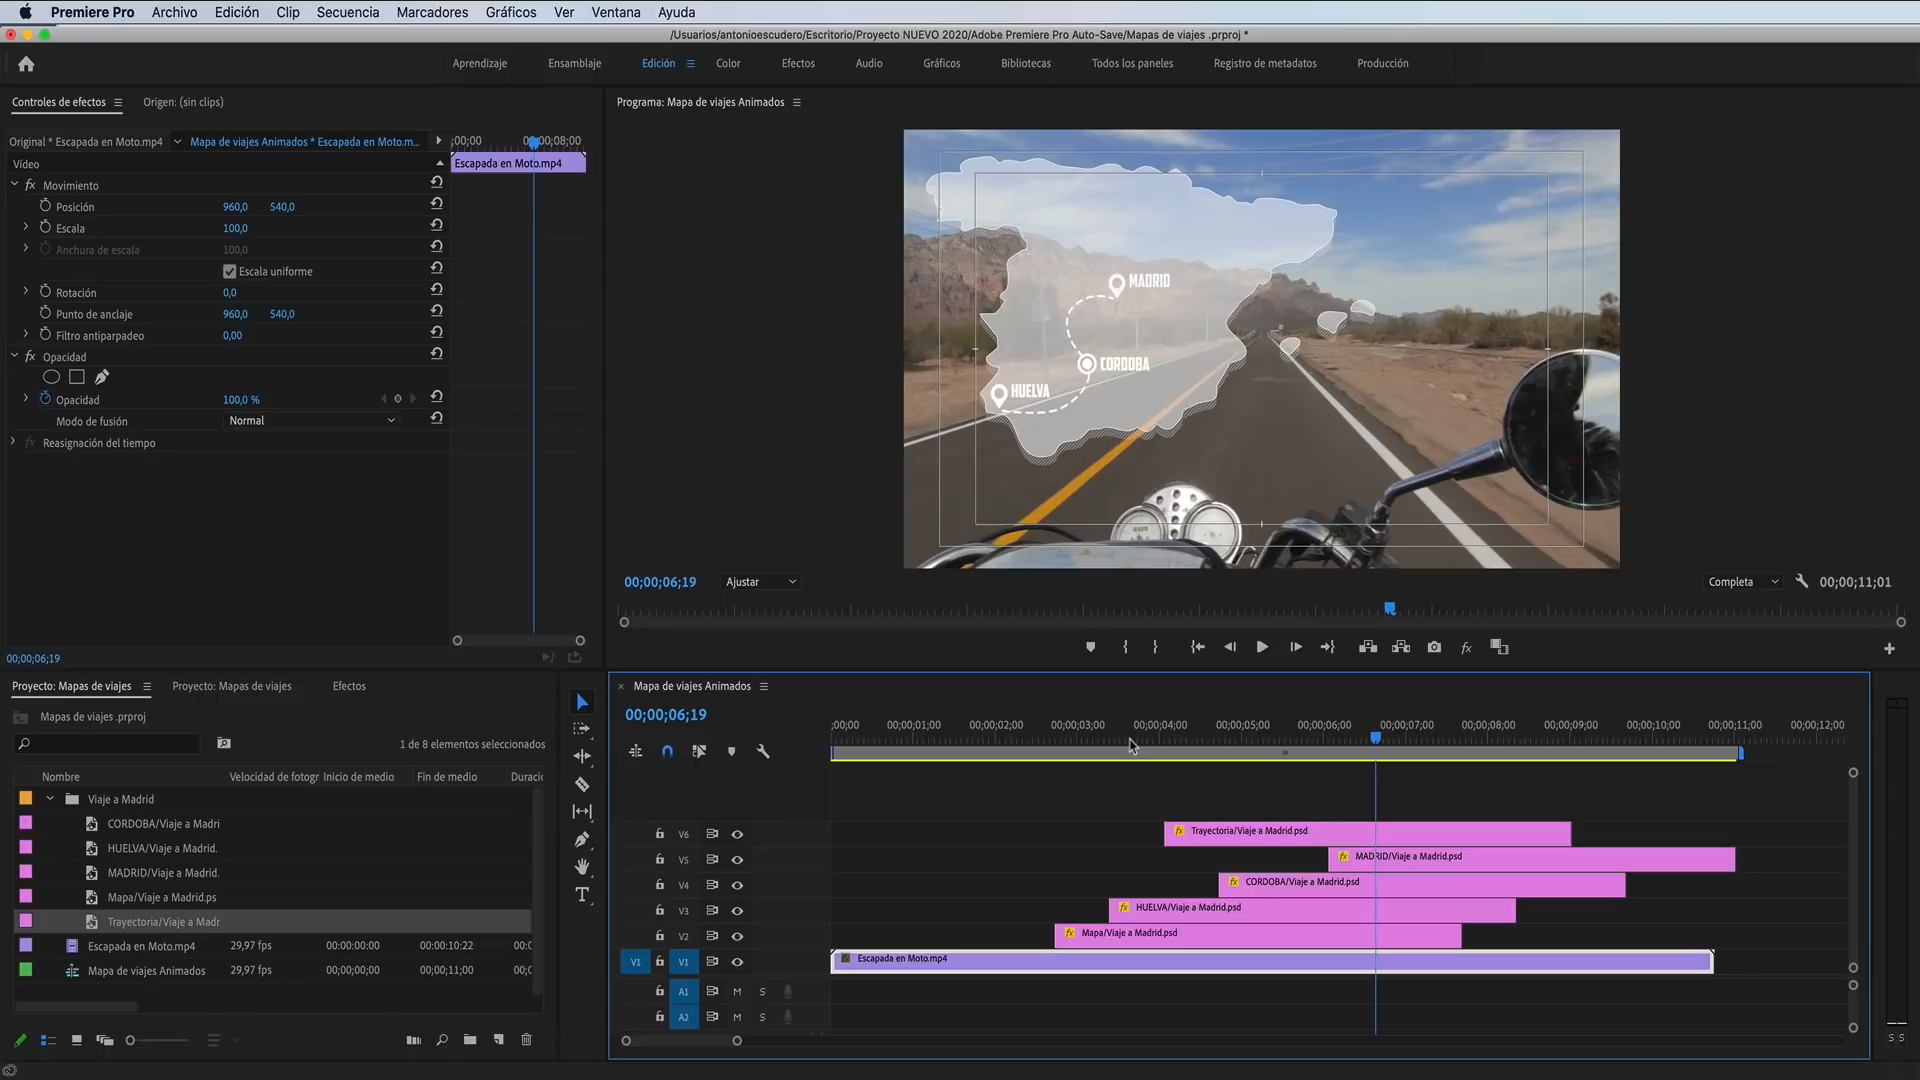 Premiere Pro Archivo Edición Clip Secuencia Marcadores Gráficos Ver Ventana Ayuda
/Usuarios/antonioescudero/Escritorio/Proyecto NUEVO 2020/Adobe Premiere Pro Auto-Save/Mapas de viajes .prproj *
Aprendizaje Ensamblaje Edición Color Efectos Audio Gráficos Bibliotecas Todos los paneles Registro de metadatos Producción
Controles de efectos Origen: (sin clips)
Original * Escapada en Moto.mp4 Mapa de viajes Animados * Escapada en Moto.m... ;00;00 00;00;08;00
Vídeo Escapada en Moto.mp4
fx Movimiento
Posición 960,0 540,0
Escala 100,0
Anchura de escala 100,0
Escala uniforme
Rotación 0,0
Punto de anclaje 960,0 540,0
Filtro antiparpadeo 0,00
fx Opacidad
Opacidad 100,0 %
Modo de fusión Normal
fx Reasignación del tiempo
00;00;06;19
Programa: Mapa de viajes Animados
MADRID
CORDOBA
HUELVA
00;00;06;19 Ajustar Completa 00;00;11;01
fx
Proyecto: Mapas de viajes Proyecto: Mapas de viajes Efectos
Mapas de viajes .prproj
1 de 8 elementos seleccionados
Nombre Velocidad de fotogr Inicio de medio Fin de medio Duració
Viaje a Madrid
CORDOBA/Viaje a Madri
HUELVA/Viaje a Madrid.
MADRID/Viaje a Madrid.
Mapa/Viaje a Madrid.ps
Trayectoria/Viaje a Madr
Escapada en Moto.mp4 29,97 fps 00:00:00:00 00:00:10:22 00:0
Mapa de viajes Animados 29,97 fps 00;00;00;00 00;00;11;00 00;0
T
× Mapa de viajes Animados
00;00;06;19
;00;00 00;00;01;00 00;00;02;00 00;00;03;00 00;00;04;00 00;00;05;00 00;00;06;00 00;00;07;00 00;00;08;00 00;00;09;00 00;00;10;00 00;00;11;00 00;00;12;00
V6 fx Trayectoria/Viaje a Madrid.psd
V5 fx MADRID/Viaje a Madrid.psd
V4 fx CORDOBA/Viaje a Madrid.psd
V3 fx HUELVA/Viaje a Madrid.psd
V2 fx Mapa/Viaje a Madrid.psd
V1 V1 fx Escapada en Moto.mp4
A1 M S
A2 M S
S S